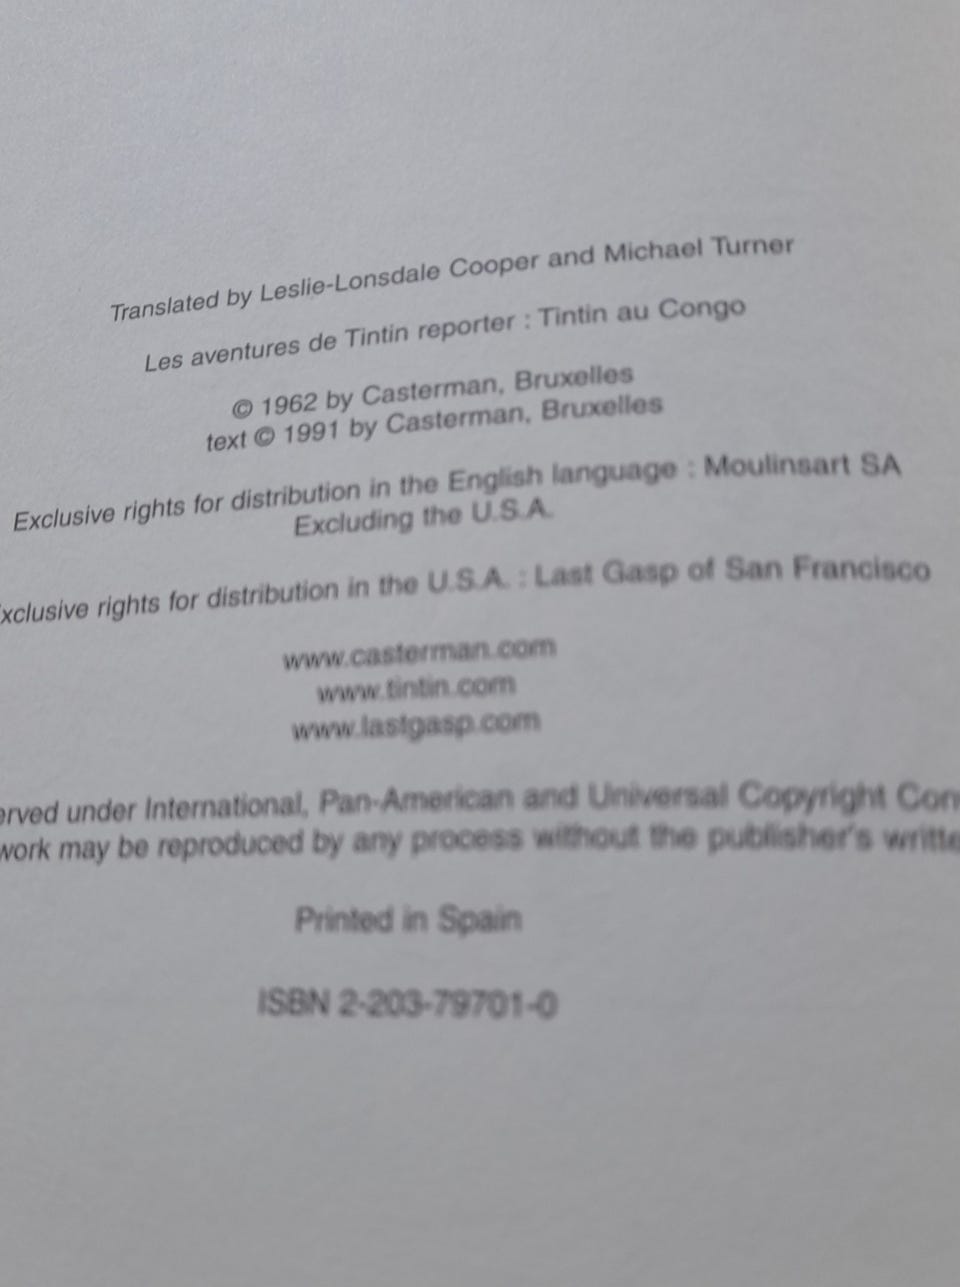 Translated by Leslie-Lonsdale Cooper and Michael Turner
Les aventures de Tintin reporter : Tintin au Congo
© 1962 by Casterman, Bruxelles
text © 1991 by Casterman, Bruxelles
Exclusive rights for distribution in the English language : Moulinsart SA
Excluding the U.S.A.
xclusive rights for distribution in the U.S.A. : Last Gasp of San Francisco
www.casterman.com
www.tintin.com
www.lastgasp.com
erved under International, Pan-American and Universal Copyright Con
work may be reproduced by any process without the publisher's writte
Printed in Spain
ISBN 2-203-79701-0